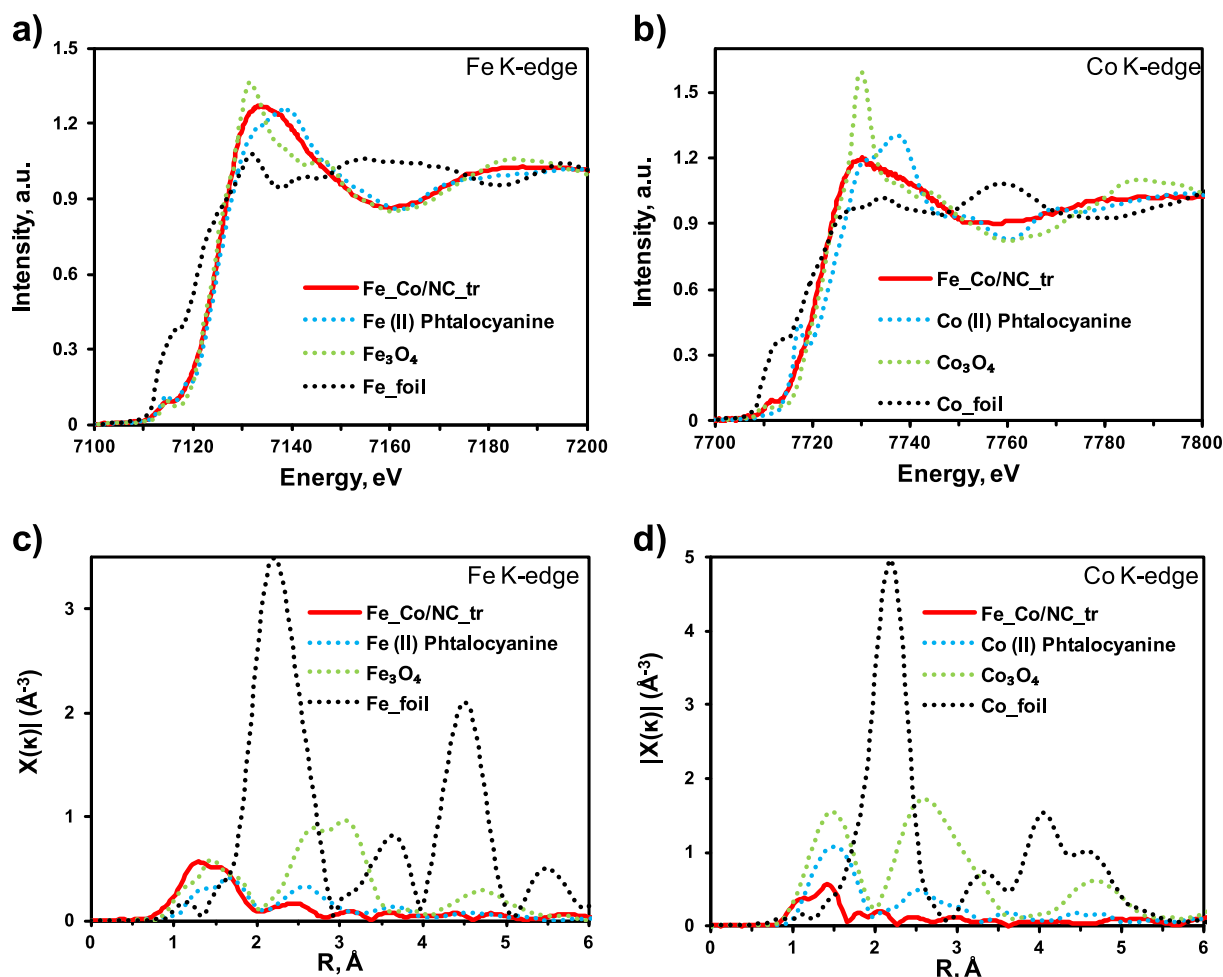 a)
Fe K-edge
1.5
1.2
0.9
0.6
0.3
0
Intensity, a.u.
Fe_Co/NC_tr
Fe (II) Phtalocyanine
Fe₃O₄
Fe_foil
7100 7120 7140 7160 7180 7200
Energy, eV
b)
Co K-edge
1.5
1.2
0.9
0.6
0.3
0
Intensity, a.u.
Fe_Co/NC_tr
Co (II) Phtalocyanine
Co₃O₄
Co_foil
7700 7720 7740 7760 7780 7800
Energy, eV
c)
Fe K-edge
3
2
1
0
X(κ)| (Å⁻³)
Fe_Co/NC_tr
Fe (II) Phtalocyanine
Fe₃O₄
Fe_foil
0 1 2 3 4 5 6
R, Å
d)
Co K-edge
5
4
3
2
1
0
|X(κ)| (Å⁻³)
Fe_Co/NC_tr
Co (II) Phtalocyanine
Co₃O₄
Co_foil
0 1 2 3 4 5 6
R. Å